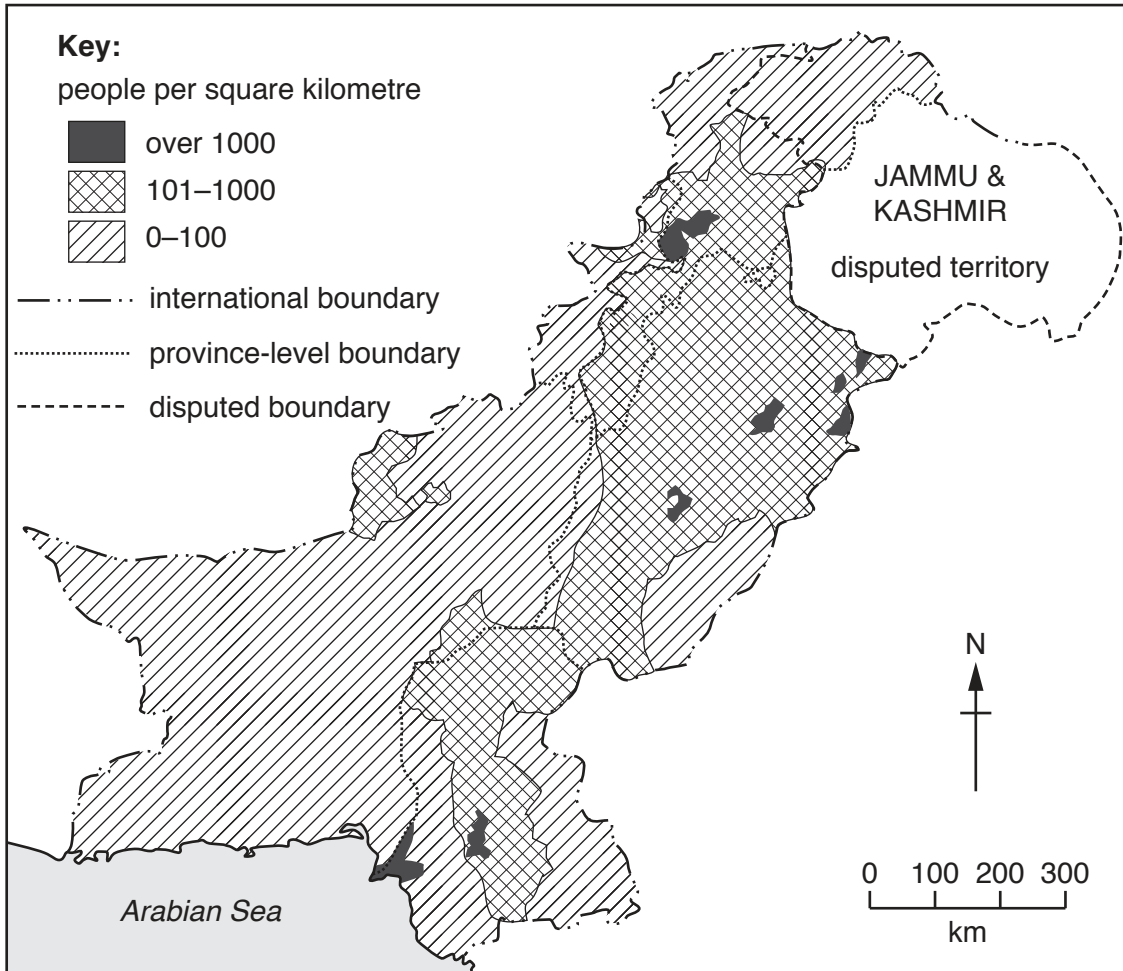 Key:
people per square kilometre
over 1000
101–1000
0–100
international boundary
province-level boundary
disputed boundary
JAMMU &
KASHMIR
disputed territory
N
0 100 200 300
km
Arabian Sea